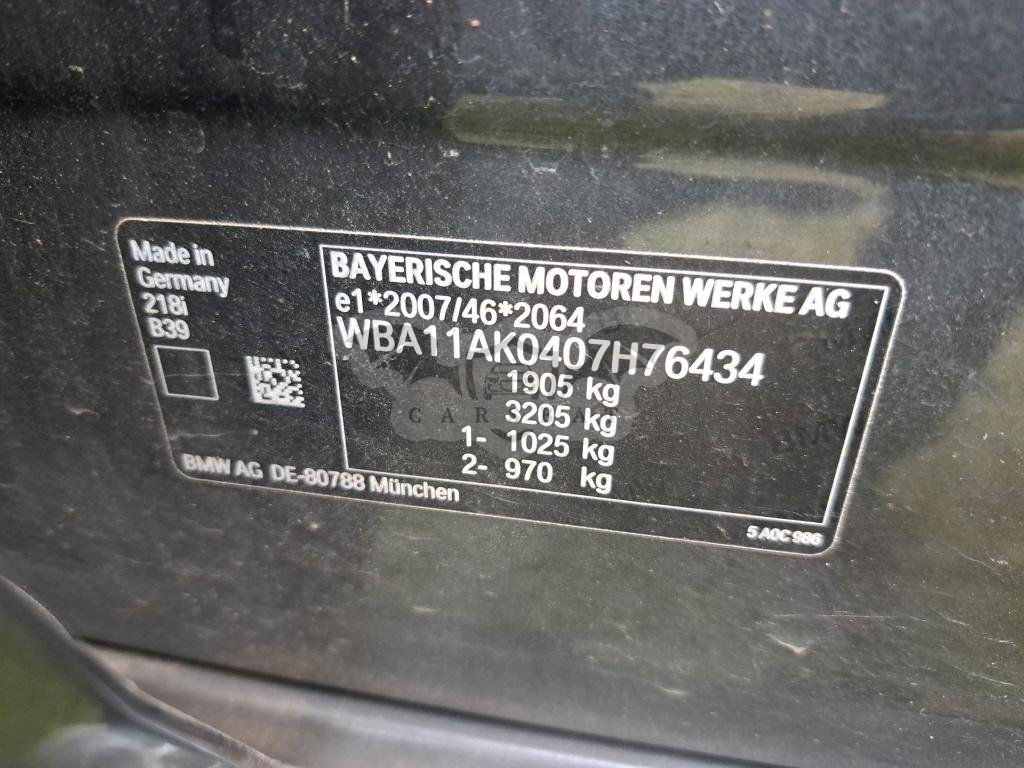 Made in
Germany
218i
B39
BAYERISCHE MOTOREN WERKE AG
e1*2007/46*2064
WBA11AK0407H76434
1905 kg
3205 kg
1- 1025 kg
2- 970 kg
BMW AG DE-80788 München
5 A0C 986